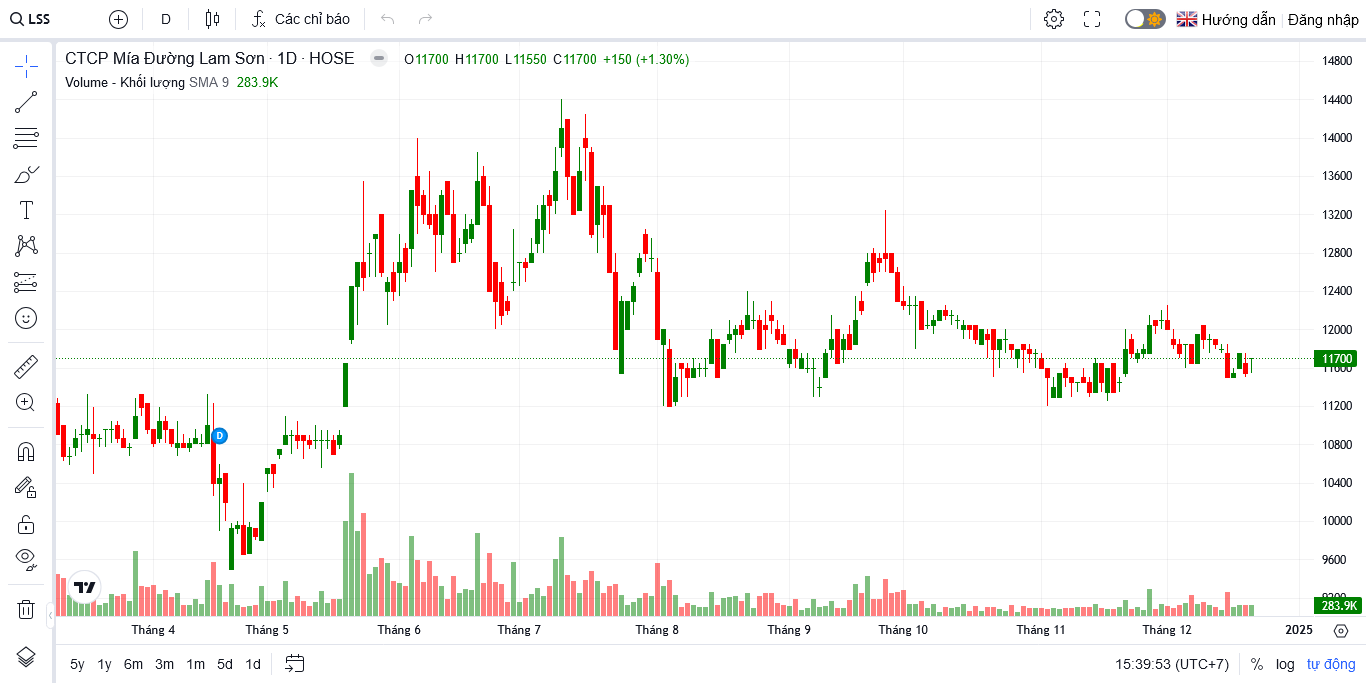 LSS D Các chỉ báo Hướng dẫn Đăng nhập
CTCP Mía Đường Lam Sơn · 1D · HOSE O11700 H11700 L11550 C11700 +150 (+1.30%)
Volume - Khối lượng SMA 9 283.9K
14800
14400
14000
13600
13200
12800
12400
12000
11700
11600
11200
10800
D
10400
10000
9600
9200
283.9K
Tháng 4 Tháng 5 Tháng 6 Tháng 7 Tháng 8 Tháng 9 Tháng 10 Tháng 11 Tháng 12 2025
5y 1y 6m 3m 1m 5d 1d 15:39:53 (UTC+7) % log tự động